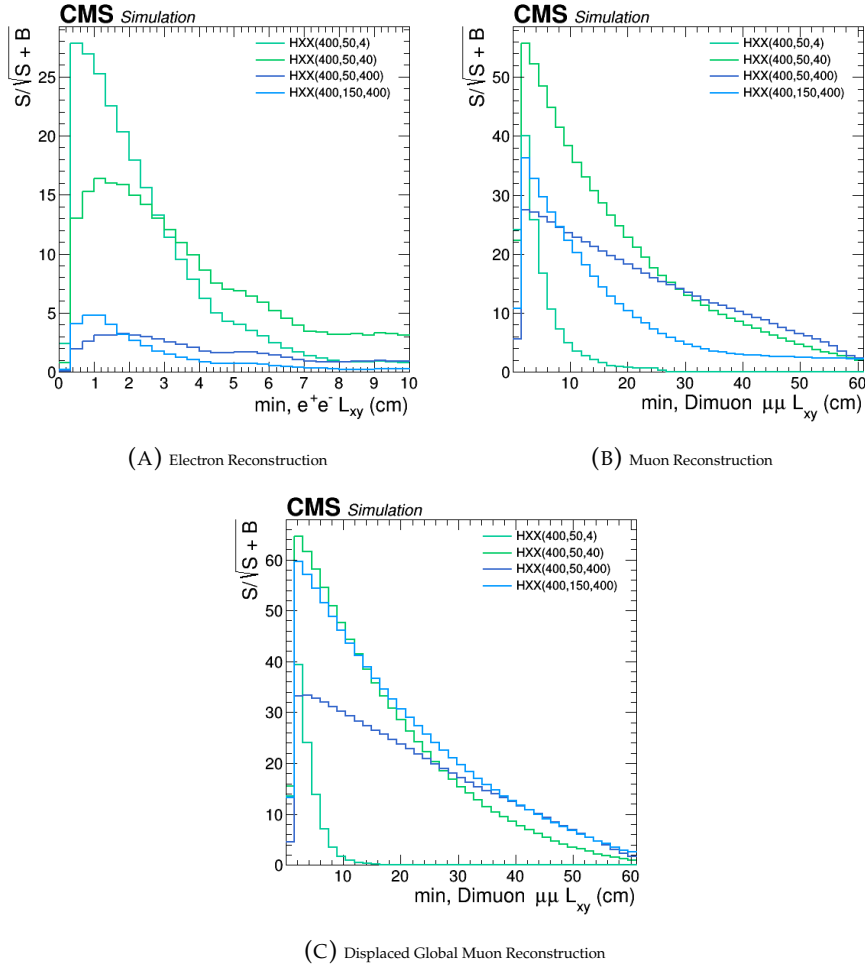 CMS Simulation
S/√S + B
HXX(400,50,4)
HXX(400,50,40)
HXX(400,50,400)
HXX(400,150,400)
25
20
15
10
5
0
0 1 2 3 4 5 6 7 8 9 10
min, e⁺e⁻ L_xy (cm)
(A) Electron Reconstruction
CMS Simulation
S/√S + B
HXX(400,50,4)
HXX(400,50,40)
HXX(400,50,400)
HXX(400,150,400)
50
40
30
20
10
0
10 20 30 40 50 60
min, Dimuon μμ L_xy (cm)
(B) Muon Reconstruction
CMS Simulation
S/√S + B
HXX(400,50,4)
HXX(400,50,40)
HXX(400,50,400)
HXX(400,150,400)
60
50
40
30
20
10
0
10 20 30 40 50 60
min, Dimuon μμ L_xy (cm)
(C) Displaced Global Muon Reconstruction